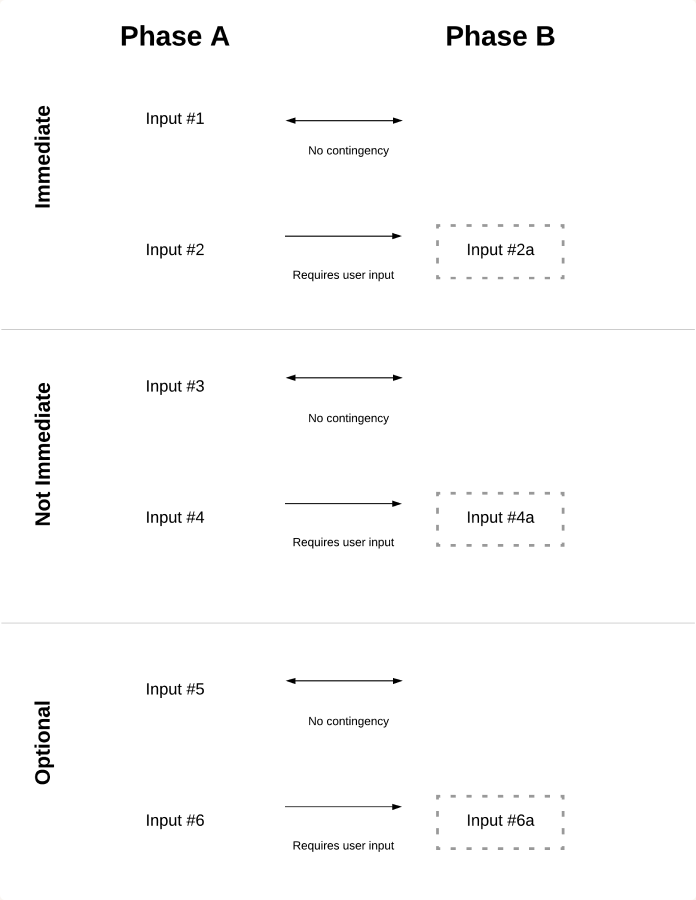 Phase A
Phase B
Immediate
Input #1
No contingency
Input #2
Requires user input
Input #2a
Not Immediate
Input #3
No contingency
Input #4
Requires user input
Input #4a
Optional
Input #5
No contingency
Input #6
Requires user input
Input #6a